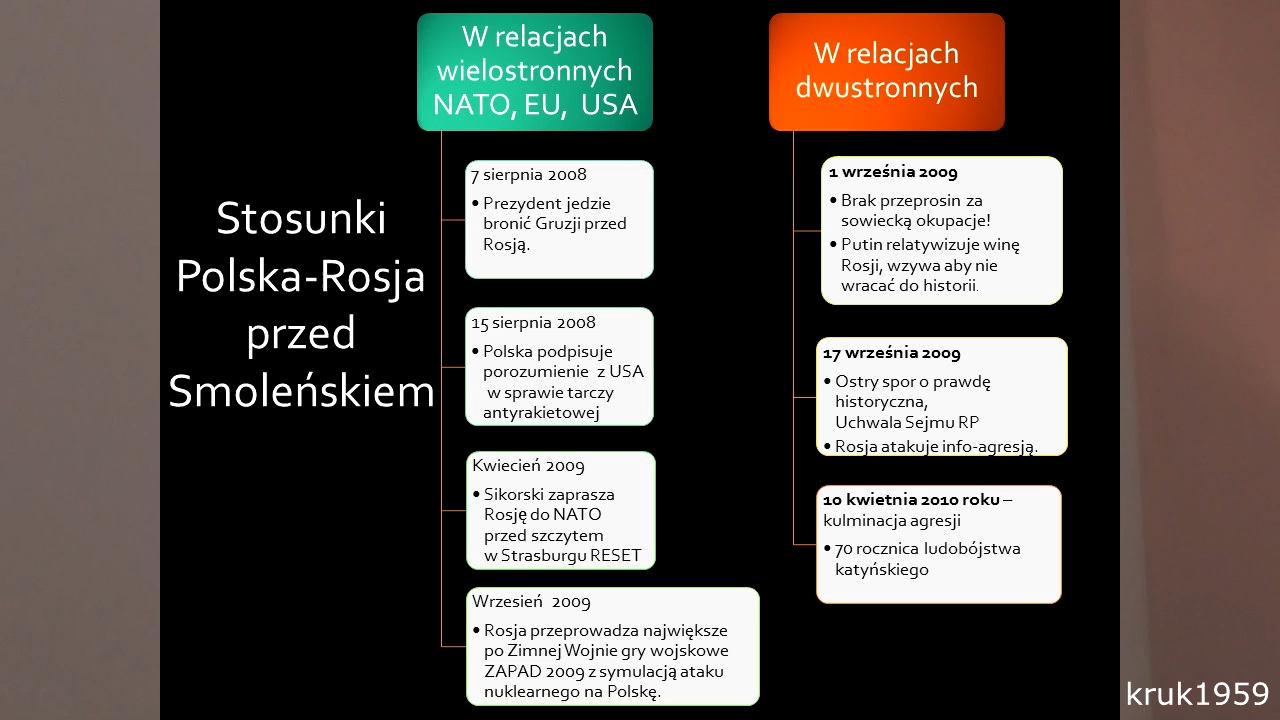 Stosunki
Polska-Rosja
przed
Smoleńskiem
W relacjach
wielostronnych
NATO, EU, USA
7 sierpnia 2008
• Prezydent jedzie
bronić Gruzji przed
Rosją.
15 sierpnia 2008
• Polska podpisuje
porozumienie z USA
w sprawie tarczy
antyrakietowej
Kwiecień 2009
• Sikorski zaprasza
Rosję do NATO
przed szczytem
w Strasburgu RESET
Wrzesień 2009
• Rosja przeprowadza największe
po Zimnej Wojnie gry wojskowe
ZAPAD 2009 z symulacją ataku
nuklearnego na Polskę.
W relacjach
dwustronnych
1 września 2009
• Brak przeprosin za
sowiecką okupacje!
• Putin relatywizuje winę
Rosji, wzywa aby nie
wracać do historii.
17 września 2009
• Ostry spor o prawdę
historyczna,
Uchwala Sejmu RP
• Rosja atakuje info-agresją.
10 kwietnia 2010 roku –
kulminacja agresji
• 70 rocznica ludobójstwa
katyńskiego
kruk1959